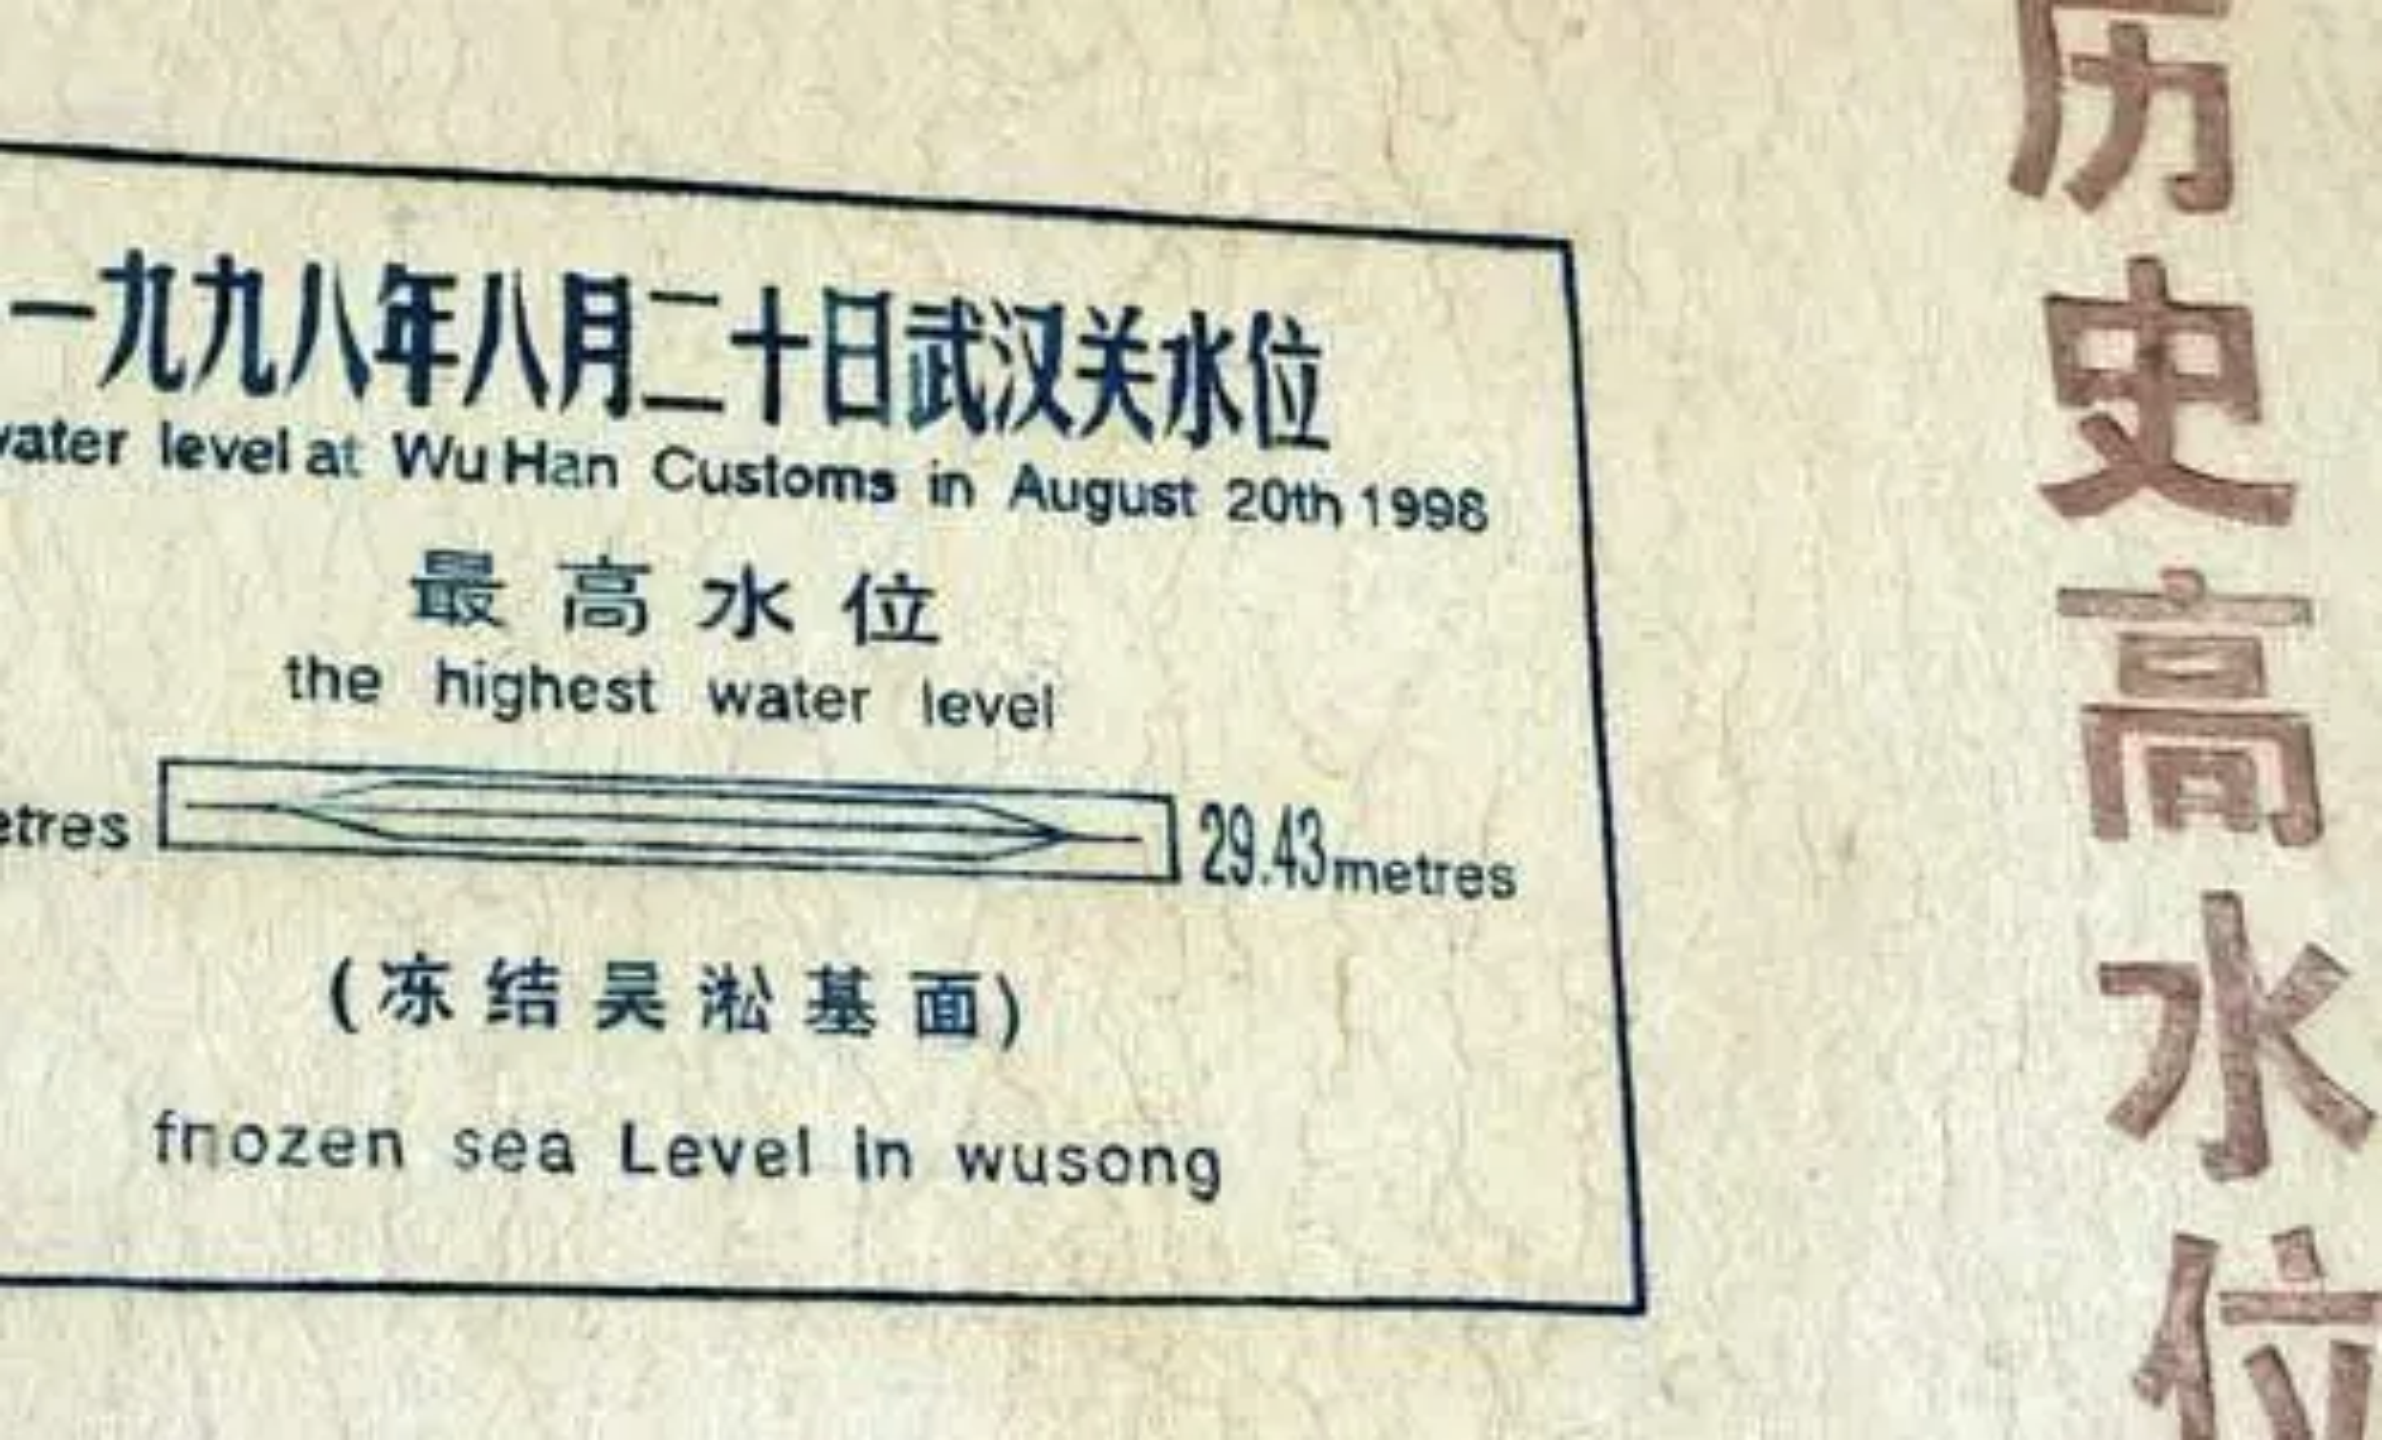 一九九八年八月二十日武汉关水位
level at Wu Han Customs in August 20th 1998
最高水位
the highest water level
29.43metres
(冻结吴淞基面)
fnozen sea Level in wusong
历史高水位